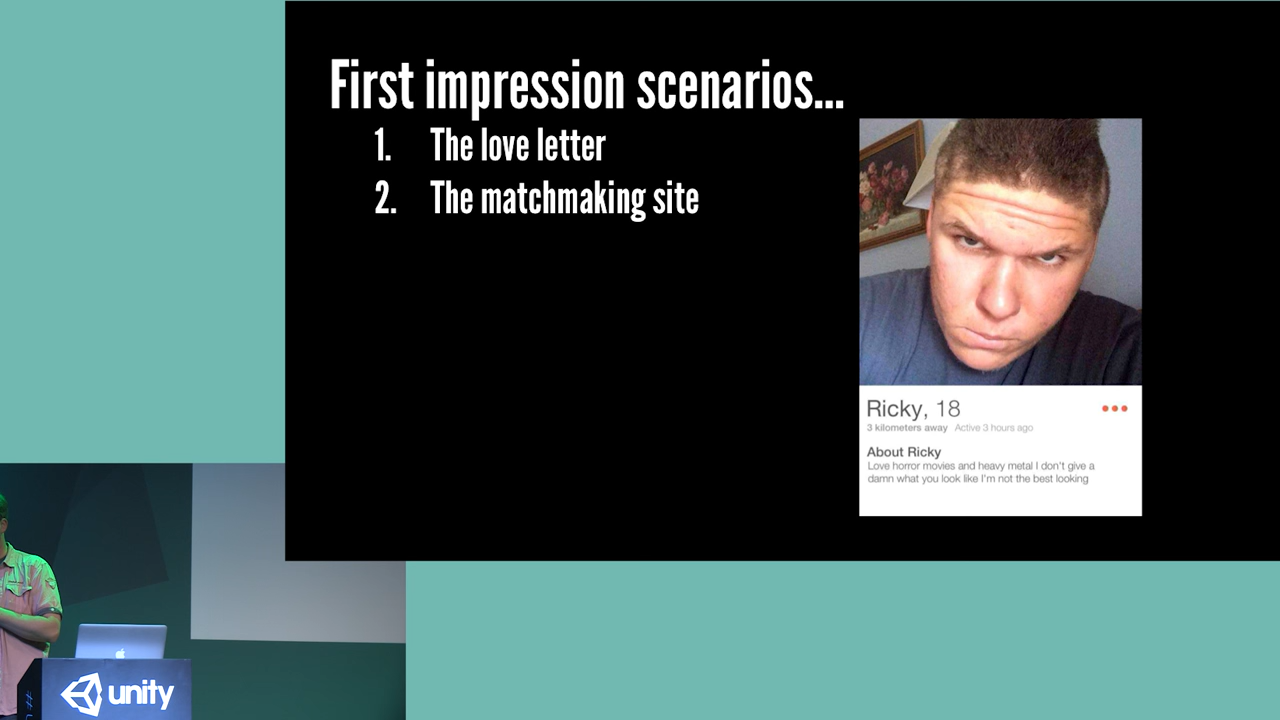 First impression scenarios...
1. The love letter
2. The matchmaking site
Ricky, 18
3 kilometers away Active 3 hours ago
About Ricky
Love horror movies and heavy metal I don't give a
damn what you look like I'm not the best looking
unity